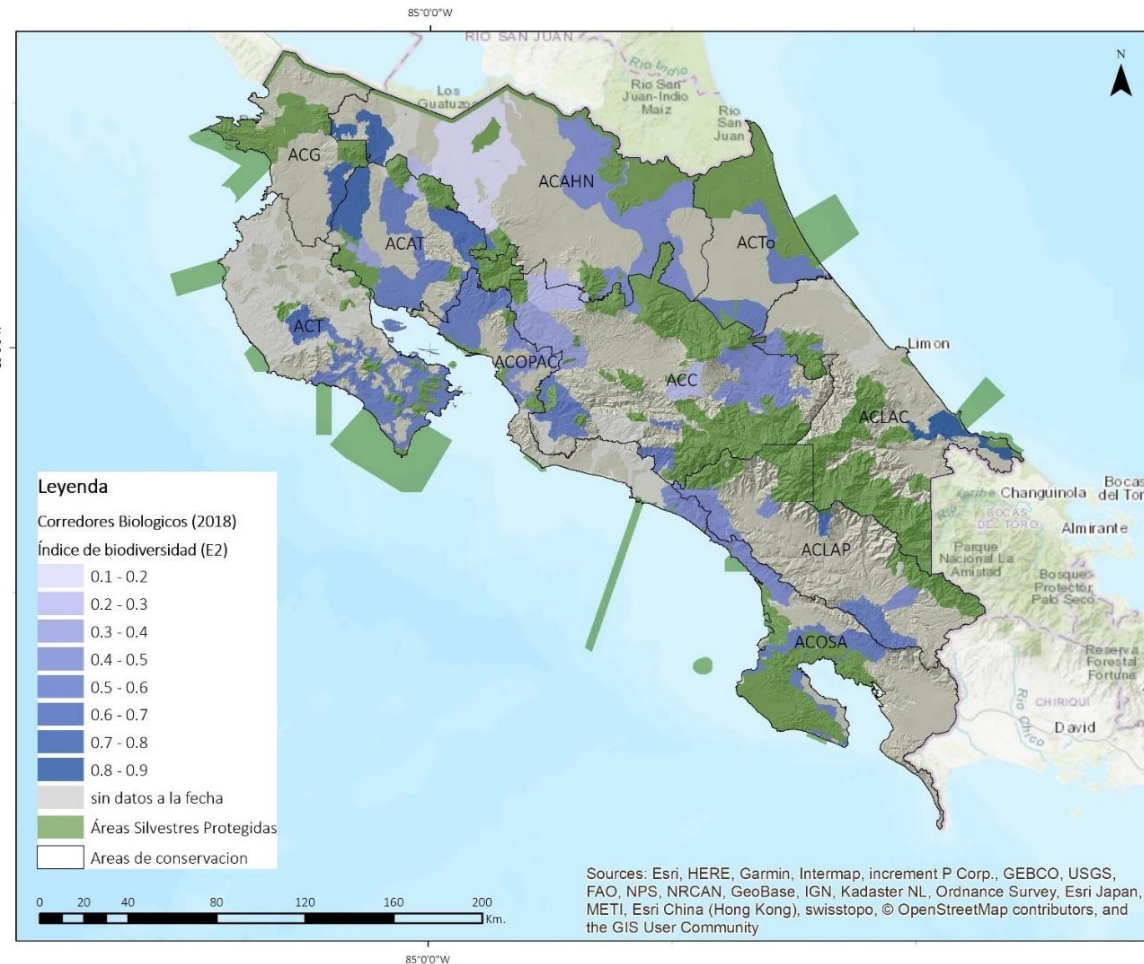 85°0'0"W
RIO SAN JUAN
N
Los
Guatuzo
Rio Indio
Rio San
Juan-Indio
Maiz
Rio
San
Juan
ACG
ACAHN
ACAT
ACTo
ACT
ACOPAC
ACC
Limon
ACLAC
Changuinola
Bocas
del Tor
BOCAS
DEL TORO
Almirante
Parque
Nacional La
Amistad
Bosque
Protector
Palo Seco
ACLAP
ACOSA
Reserva
Forestal
Fortuna
CHIRIQUI
Rio Chico
David
Leyenda
Corredores Biologicos (2018)
Índice de biodiversidad (E2)
0.1 - 0.2
0.2 - 0.3
0.3 - 0.4
0.4 - 0.5
0.5 - 0.6
0.6 - 0.7
0.7 - 0.8
0.8 - 0.9
sin datos a la fecha
Áreas Silvestres Protegidas
Areas de conservacion
0 20 40 80 120 160 200
Km.
Sources: Esri, HERE, Garmin, Intermap, increment P Corp., GEBCO, USGS,
FAO, NPS, NRCAN, GeoBase, IGN, Kadaster NL, Ordnance Survey, Esri Japan,
METI, Esri China (Hong Kong), swisstopo, © OpenStreetMap contributors, and
the GIS User Community
85°0'0"W